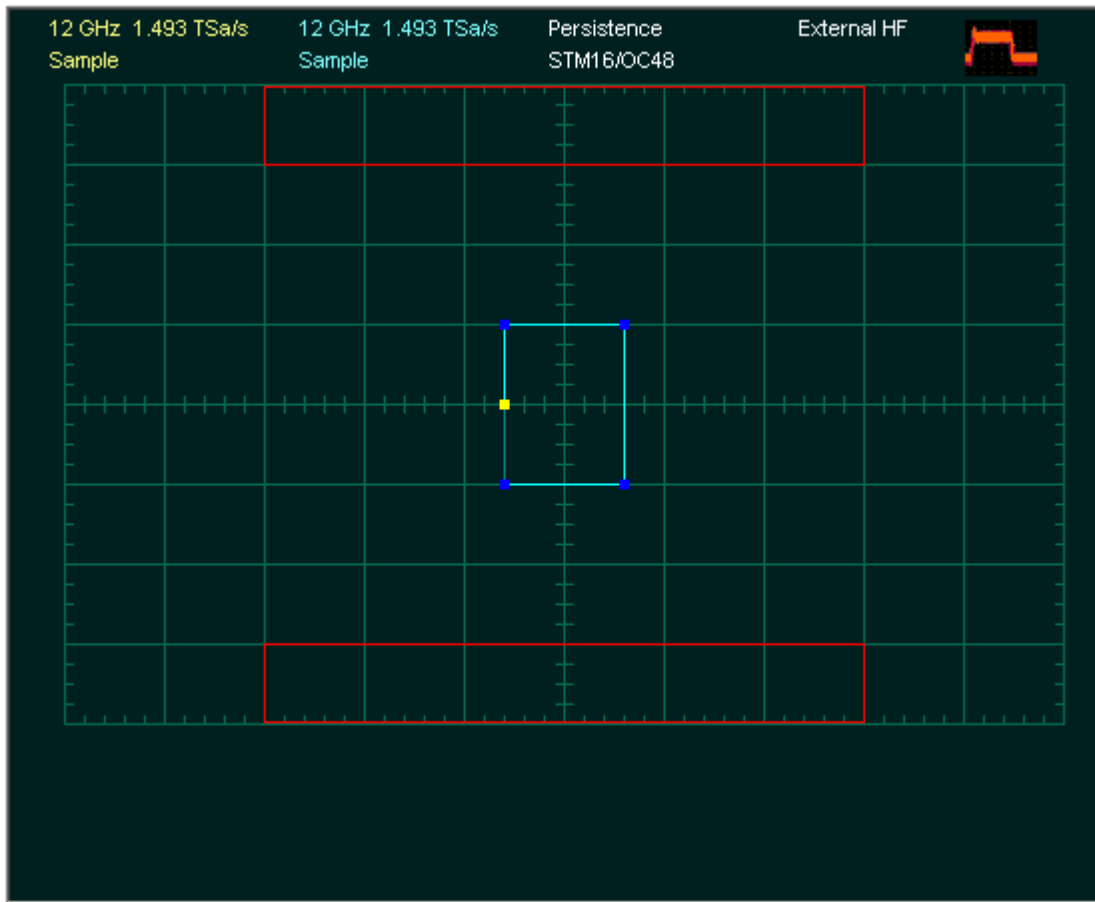 12 GHz 1.493 TSa/s 12 GHz 1.493 TSa/s Persistence External HF
Sample Sample STM16/OC48